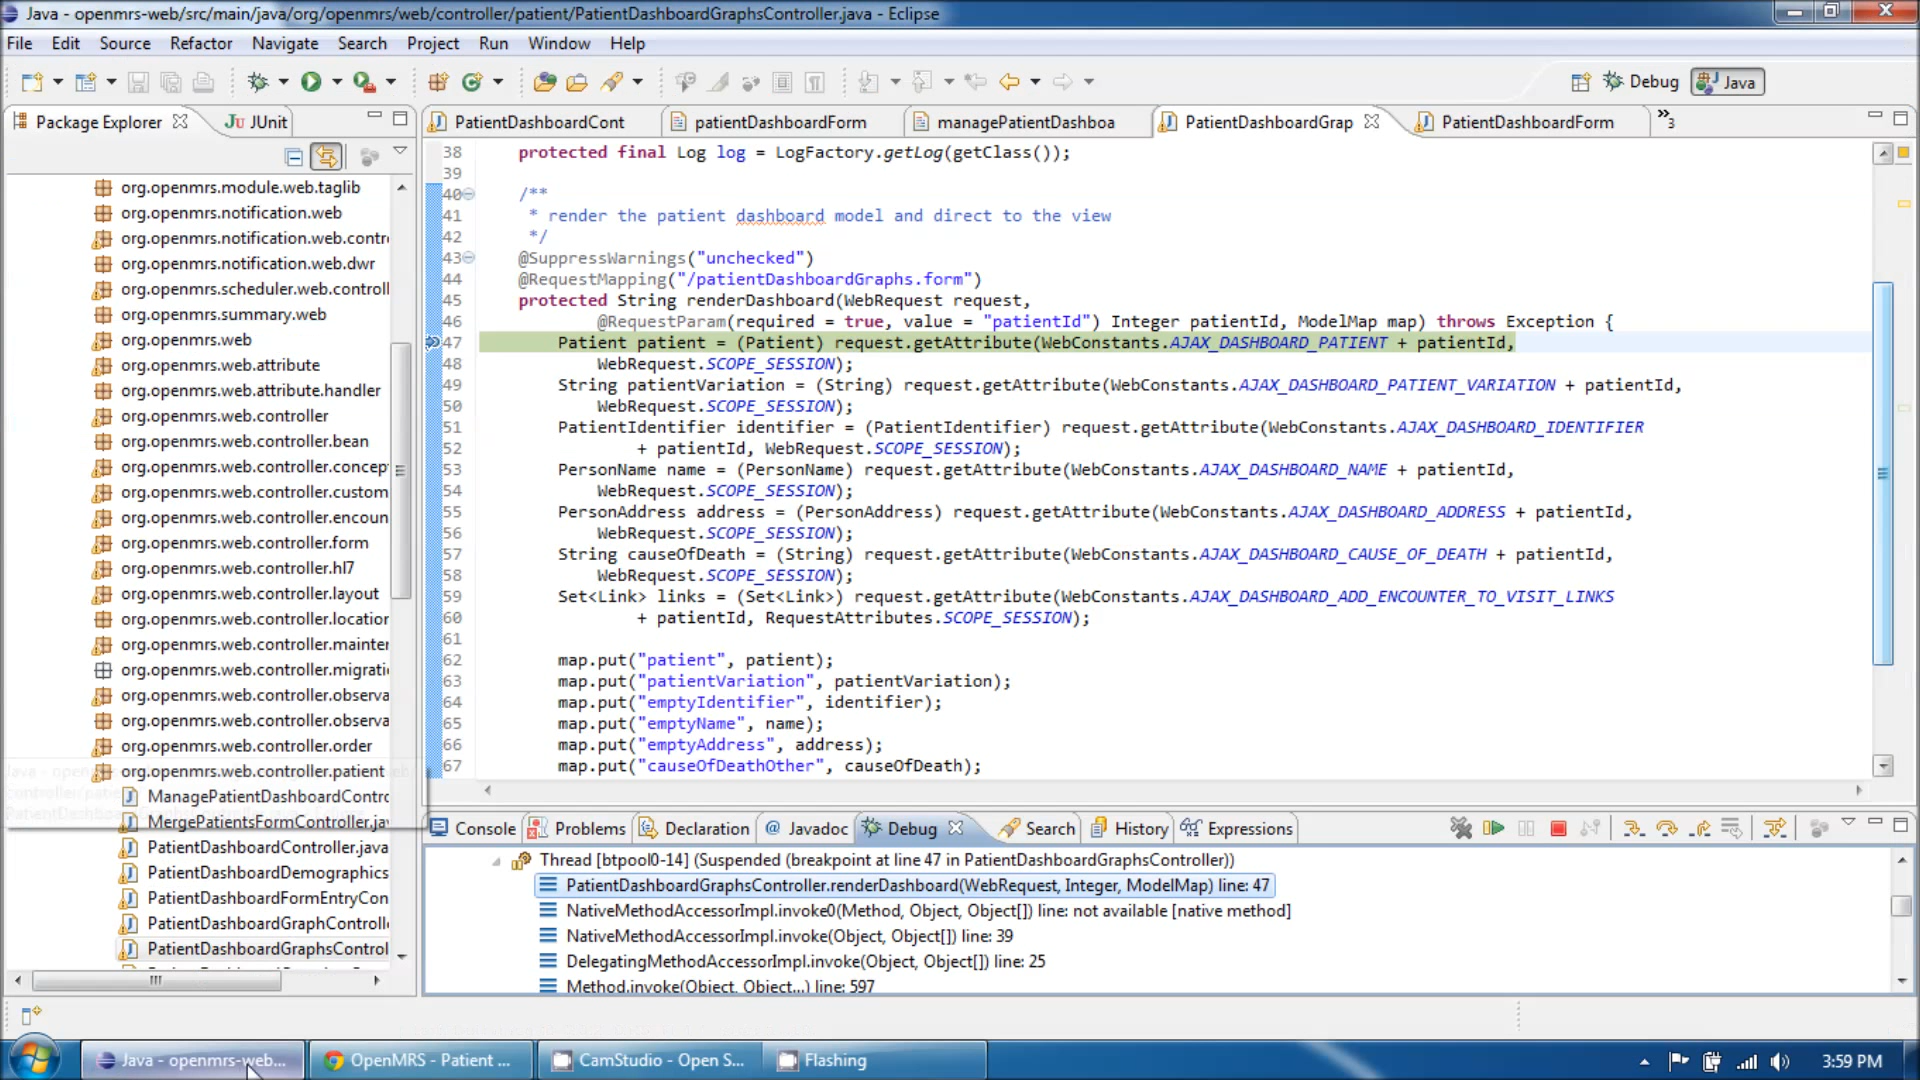 Java - openmrs-web/src/main/java/org/openmrs/web/controller/patient/PatientDashboardGraphsController.java - Eclipse
File Edit Source Refactor Navigate Search Project Run Window Help
Debug Java
Package Explorer JUnit
PatientDashboardCont patientDashboardForm managePatientDashboa PatientDashboardGrap PatientDashboardForm »3
org.openmrs.module.web.taglib
org.openmrs.notification.web
org.openmrs.notification.web.contr
org.openmrs.notification.web.dwr
org.openmrs.scheduler.web.controll
org.openmrs.summary.web
org.openmrs.web
org.openmrs.web.attribute
org.openmrs.web.attribute.handler
org.openmrs.web.controller
org.openmrs.web.controller.bean
org.openmrs.web.controller.concep
org.openmrs.web.controller.custom
org.openmrs.web.controller.encoun
org.openmrs.web.controller.form
org.openmrs.web.controller.hl7
org.openmrs.web.controller.layout
org.openmrs.web.controller.location
org.openmrs.web.controller.mainter
org.openmrs.web.controller.migrati
org.openmrs.web.controller.observa
org.openmrs.web.controller.observa
org.openmrs.web.controller.order
org.openmrs.web.controller.patient
ManagePatientDashboardContro
MergePatientsFormController.jav
PatientDashboardController.java
PatientDashboardDemographics
PatientDashboardFormEntryCon
PatientDashboardGraphControlle
PatientDashboardGraphsControl
38 protected final Log log = LogFactory.getLog(getClass());
39
40 /**
41 * render the patient dashboard model and direct to the view
42 */
43 @SuppressWarnings("unchecked")
44 @RequestMapping("/patientDashboardGraphs.form")
45 protected String renderDashboard(WebRequest request,
46 @RequestParam(required = true, value = "patientId") Integer patientId, ModelMap map) throws Exception {
47 Patient patient = (Patient) request.getAttribute(WebConstants.AJAX_DASHBOARD_PATIENT + patientId,
48 WebRequest.SCOPE_SESSION);
49 String patientVariation = (String) request.getAttribute(WebConstants.AJAX_DASHBOARD_PATIENT_VARIATION + patientId,
50 WebRequest.SCOPE_SESSION);
51 PatientIdentifier identifier = (PatientIdentifier) request.getAttribute(WebConstants.AJAX_DASHBOARD_IDENTIFIER
52 + patientId, WebRequest.SCOPE_SESSION);
53 PersonName name = (PersonName) request.getAttribute(WebConstants.AJAX_DASHBOARD_NAME + patientId,
54 WebRequest.SCOPE_SESSION);
55 PersonAddress address = (PersonAddress) request.getAttribute(WebConstants.AJAX_DASHBOARD_ADDRESS + patientId,
56 WebRequest.SCOPE_SESSION);
57 String causeOfDeath = (String) request.getAttribute(WebConstants.AJAX_DASHBOARD_CAUSE_OF_DEATH + patientId,
58 WebRequest.SCOPE_SESSION);
59 Set<Link> links = (Set<Link>) request.getAttribute(WebConstants.AJAX_DASHBOARD_ADD_ENCOUNTER_TO_VISIT_LINKS
60 + patientId, RequestAttributes.SCOPE_SESSION);
61
62 map.put("patient", patient);
63 map.put("patientVariation", patientVariation);
64 map.put("emptyIdentifier", identifier);
65 map.put("emptyName", name);
66 map.put("emptyAddress", address);
67 map.put("causeOfDeathOther", causeOfDeath);
Console Problems Declaration Javadoc Debug Search History Expressions
Thread [btpool0-14] (Suspended (breakpoint at line 47 in PatientDashboardGraphsController))
PatientDashboardGraphsController.renderDashboard(WebRequest, Integer, ModelMap) line: 47
NativeMethodAccessorImpl.invoke0(Method, Object, Object[]) line: not available [native method]
NativeMethodAccessorImpl.invoke(Object, Object[]) line: 39
DelegatingMethodAccessorImpl.invoke(Object, Object[]) line: 25
Method.invoke(Object, Object...) line: 597
Java - openmrs-web... OpenMRS - Patient ... CamStudio - Open S... Flashing 3:59 PM